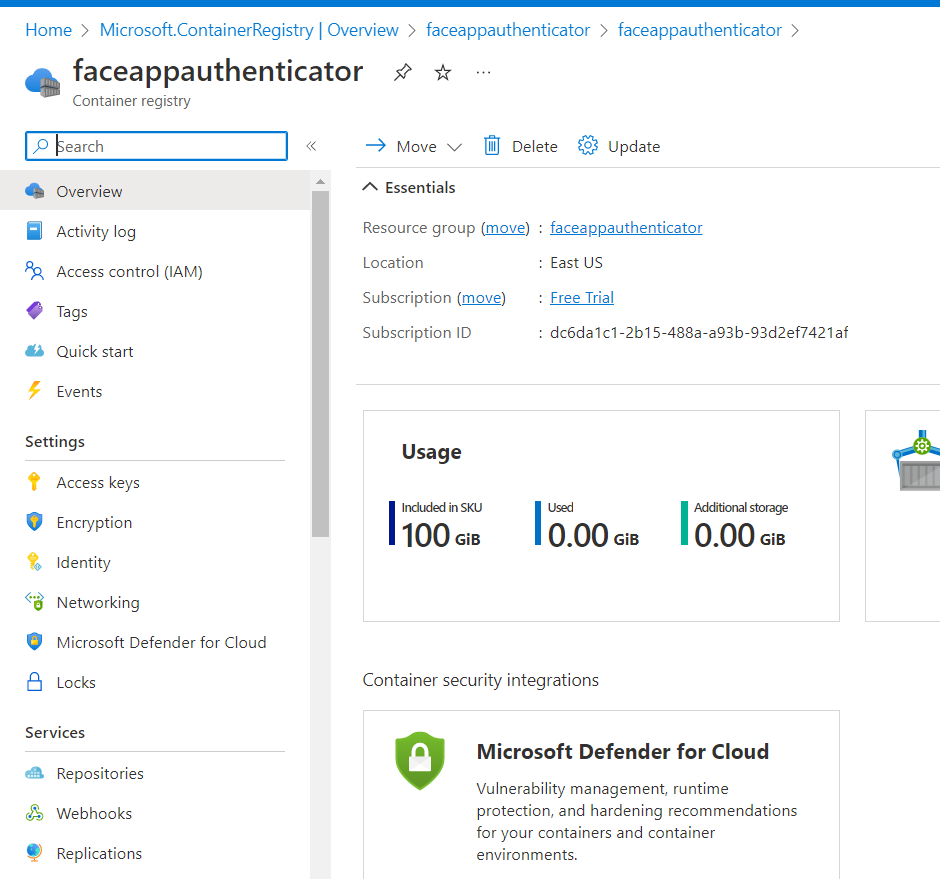 Home > Microsoft.ContainerRegistry | Overview > faceappauthenticator > faceappauthenticator >
faceappauthenticator ...
Container registry
Search «
Move Delete Update
Overview
Activity log
Access control (IAM)
Tags
Quick start
Events
Settings
Access keys
Encryption
Identity
Networking
Microsoft Defender for Cloud
Locks
Services
Repositories
Webhooks
Replications
Essentials
Resource group (move) : faceappauthenticator
Location : East US
Subscription (move) : Free Trial
Subscription ID : dc6da1c1-2b15-488a-a93b-93d2ef7421af
Usage
Included in SKU
100 GiB
Used
0.00 GiB
Additional storage
0.00 GiB
Container security integrations
Microsoft Defender for Cloud
Vulnerability management, runtime
protection, and hardening recommendations
for your containers and container
environments.